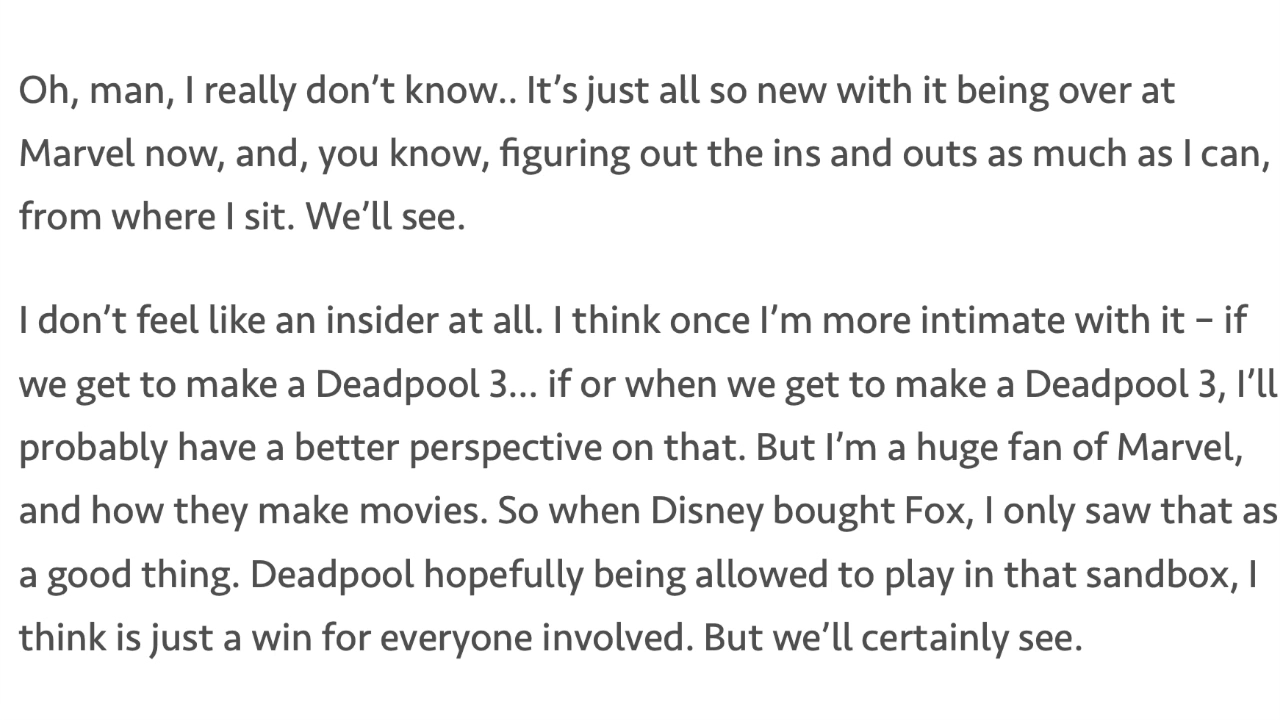 Oh, man, I really don’t know.. It’s just all so new with it being over at
Marvel now, and, you know, figuring out the ins and outs as much as I can,
from where I sit. We’ll see.
I don’t feel like an insider at all. I think once I’m more intimate with it – if
we get to make a Deadpool 3... if or when we get to make a Deadpool 3, I’ll
probably have a better perspective on that. But I’m a huge fan of Marvel,
and how they make movies. So when Disney bought Fox, I only saw that as
a good thing. Deadpool hopefully being allowed to play in that sandbox, I
think is just a win for everyone involved. But we’ll certainly see.